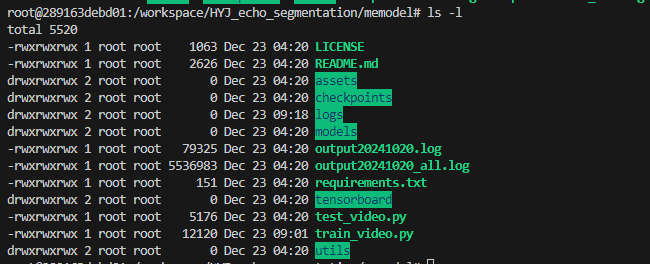 root@289163debd01:/workspace/HYJ_echo_segmentation/memodel# ls -l
total 5520
-rwxrwxrwx 1 root root    1063 Dec 23 04:20 LICENSE
-rwxrwxrwx 1 root root    2626 Dec 23 04:20 README.md
drwxrwxrwx 2 root root       0 Dec 23 04:20 assets
drwxrwxrwx 2 root root       0 Dec 23 04:20 checkpoints
drwxrwxrwx 2 root root       0 Dec 23 09:18 logs
drwxrwxrwx 2 root root       0 Dec 23 04:20 models
-rwxrwxrwx 1 root root   79325 Dec 23 04:20 output20241020.log
-rwxrwxrwx 1 root root 5536983 Dec 23 04:20 output20241020_all.log
-rwxrwxrwx 1 root root     151 Dec 23 04:20 requirements.txt
drwxrwxrwx 2 root root       0 Dec 23 04:20 tensorboard
-rwxrwxrwx 1 root root    5176 Dec 23 04:20 test_video.py
-rwxrwxrwx 1 root root   12120 Dec 23 09:01 train_video.py
drwxrwxrwx 2 root root       0 Dec 23 04:20 utils